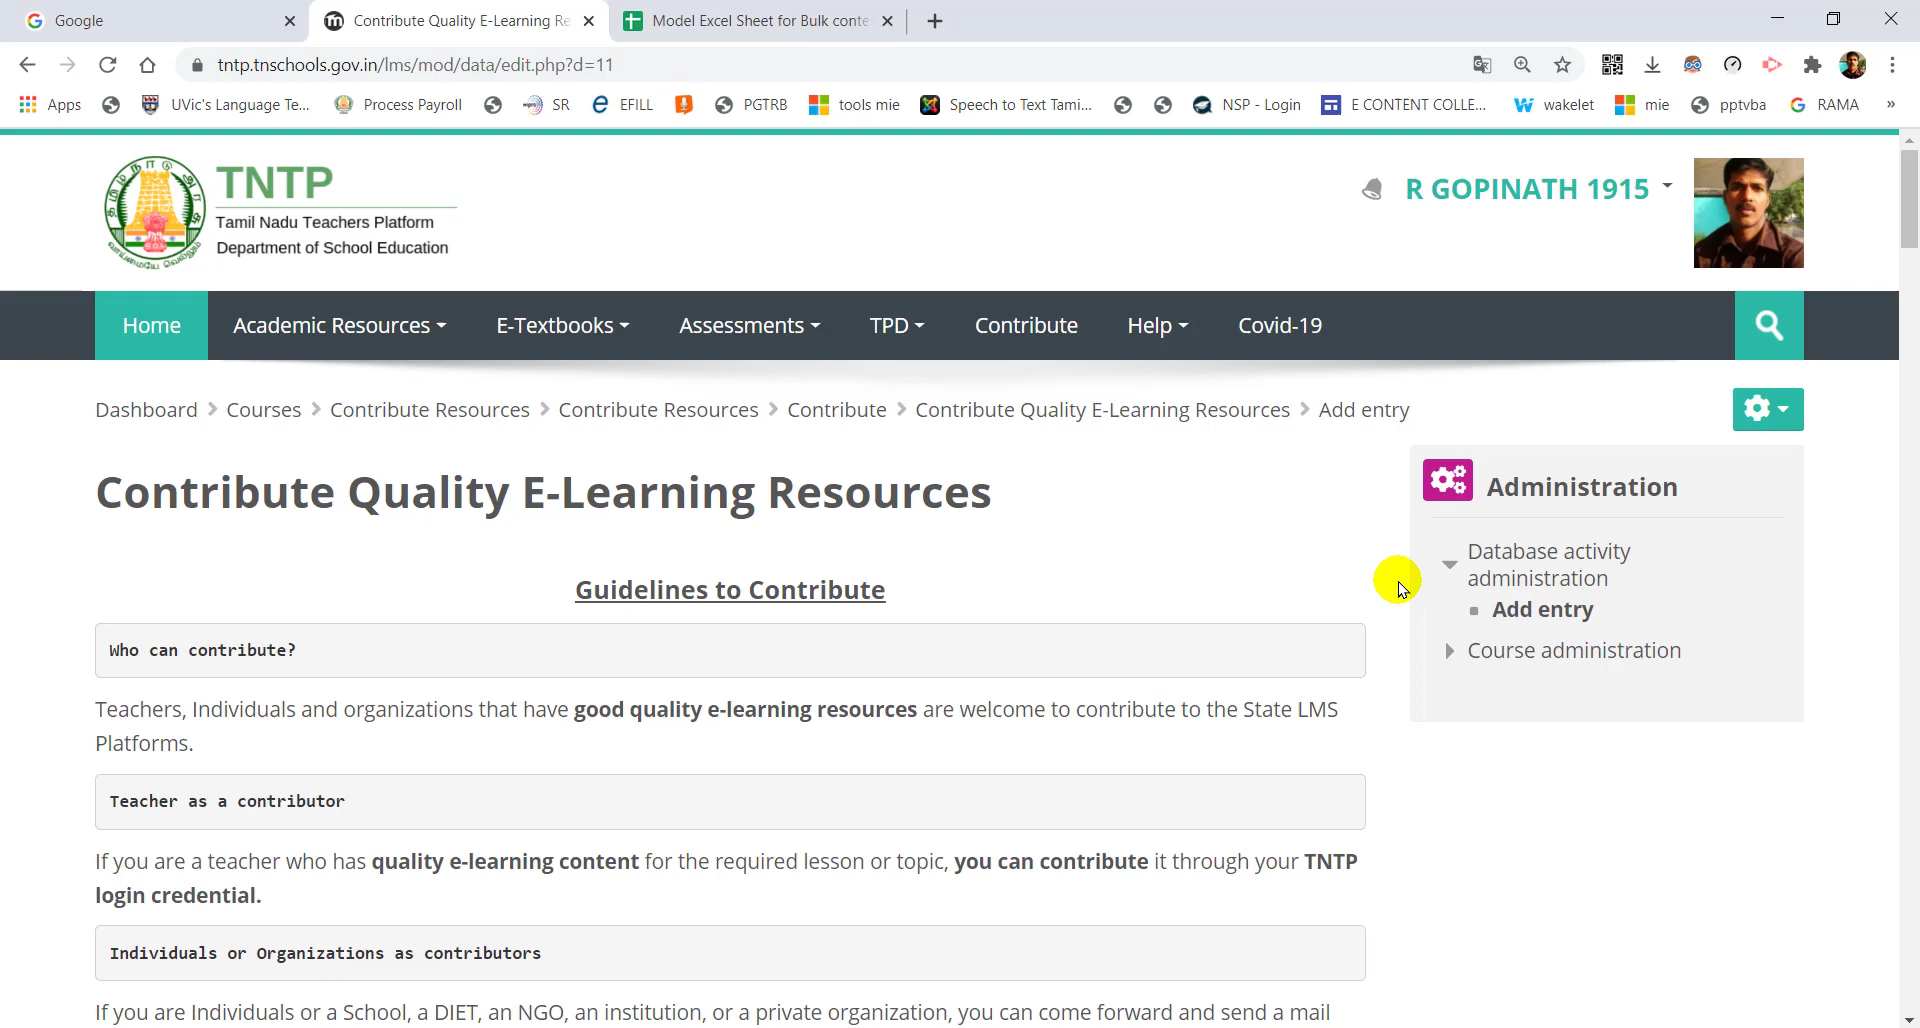 Google
Contribute Quality E-Learning Re
Model Excel Sheet for Bulk conte
tntp.tnschools.gov.in/lms/mod/data/edit.php?d=11
Apps UVic's Language Te... Process Payroll SR EFILL PGTRB tools mie Speech to Text Tami... NSP - Login E CONTENT COLLE... wakelet mie pptvba RAMA »
TNTP
Tamil Nadu Teachers Platform
Department of School Education
R GOPINATH 1915
Home Academic Resources E-Textbooks Assessments TPD Contribute Help Covid-19
Dashboard Courses Contribute Resources Contribute Resources Contribute Contribute Quality E-Learning Resources Add entry
Contribute Quality E-Learning Resources
Guidelines to Contribute
Who can contribute?
Teachers, Individuals and organizations that have good quality e-learning resources are welcome to contribute to the State LMS
Platforms.
Teacher as a contributor
If you are a teacher who has quality e-learning content for the required lesson or topic, you can contribute it through your TNTP
login credential.
Individuals or Organizations as contributors
If you are Individuals or a School, a DIET, an NGO, an institution, or a private organization, you can come forward and send a mail
Administration
Database activity
administration
Add entry
Course administration